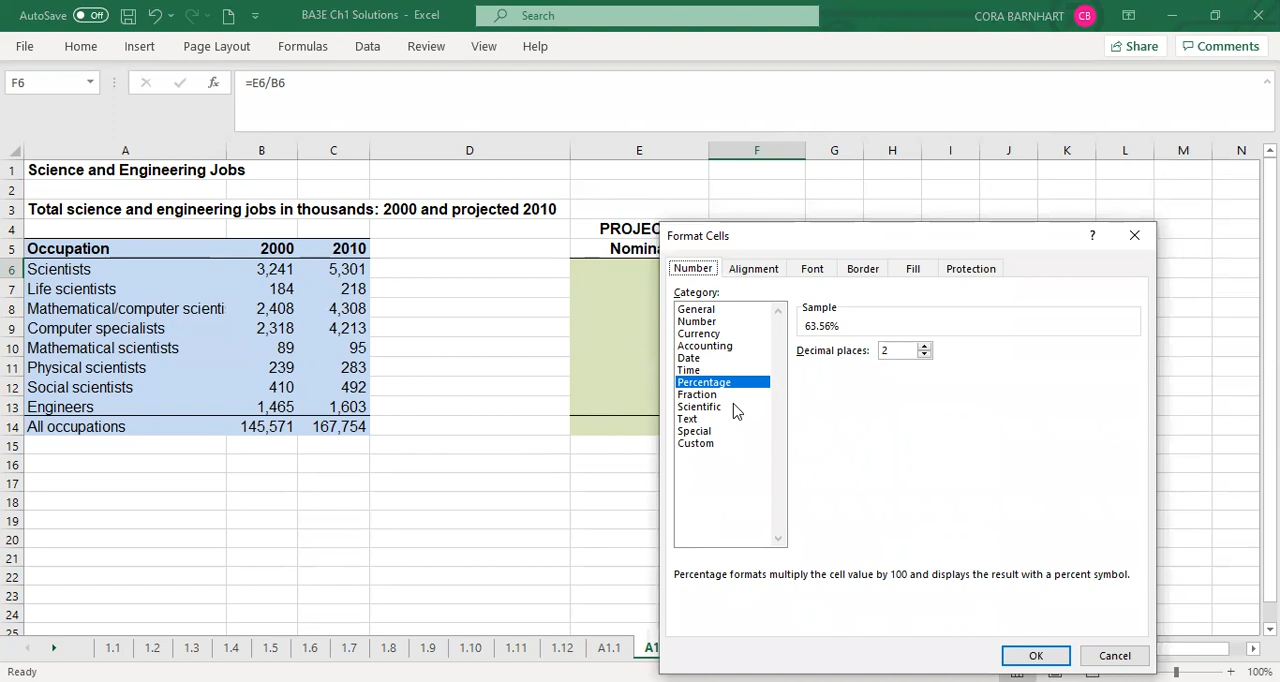 AutoSave Off BA3E Ch1 Solutions - Excel Search CORA BARNHART CB
File Home Insert Page Layout Formulas Data Review View Help Share Comments
F6 fx =E6/B6
A B C D E F G H I J K L M N
1 Science and Engineering Jobs
2
3 Total science and engineering jobs in thousands: 2000 and projected 2010
4 PROJEC
5 Occupation 2000 2010 Nomina
6 Scientists 3,241 5,301
7 Life scientists 184 218
8 Mathematical/computer scienti 2,408 4,308
9 Computer specialists 2,318 4,213
10 Mathematical scientists 89 95
11 Physical scientists 239 283
12 Social scientists 410 492
13 Engineers 1,465 1,603
14 All occupations 145,571 167,754
15
16
17
18
19
20
21
22
23
24
25
Format Cells ?
Number Alignment Font Border Fill Protection
Category:
General
Number
Currency
Accounting
Date
Time
Percentage
Fraction
Scientific
Text
Special
Custom
Sample
63.56%
Decimal places: 2
Percentage formats multiply the cell value by 100 and displays the result with a percent symbol.
OK Cancel
1.1 1.2 1.3 1.4 1.5 1.6 1.7 1.8 1.9 1.10 1.11 1.12 A1.1 A1
Ready 100%